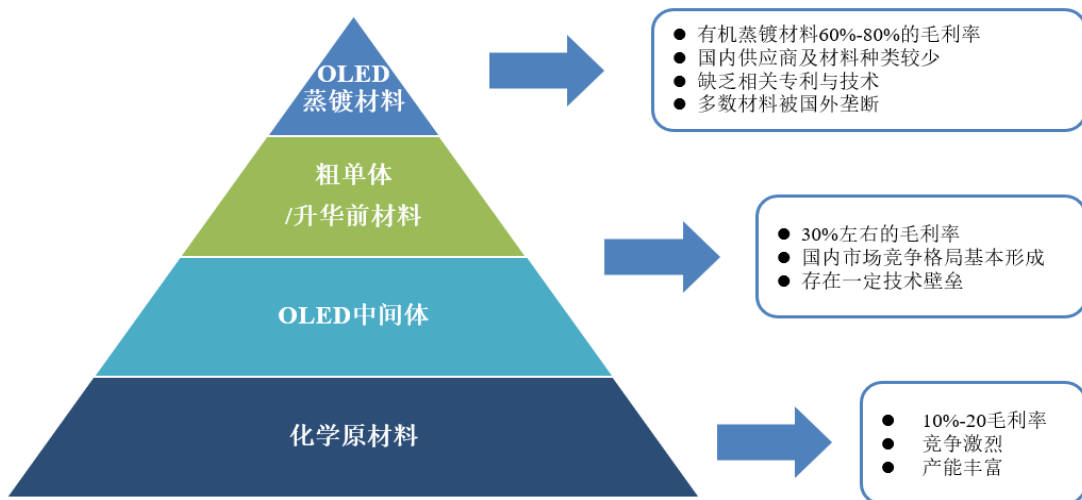 OLED
蒸镀材料
● 有机蒸镀材料60%-80%的毛利率
● 国内供应商及材料种类较少
● 缺乏相关专利与技术
● 多数材料被国外垄断
粗单体
/升华前材料
● 30%左右的毛利率
● 国内市场竞争格局基本形成
● 存在一定技术壁垒
OLED中间体
化学原材料
● 10%-20毛利率
● 竞争激烈
● 产能丰富